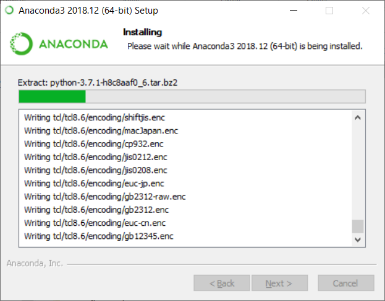 Anaconda3 2018.12 (64-bit) Setup
ANACONDA
Installing
Please wait while Anaconda3 2018.12 (64-bit) is being installed.
Extract: python-3.7.1-h8c8aaf0_6.tar.bz2
Writing tcl/tcl8.6/encoding/shiftjis.enc
Writing tcl/tcl8.6/encoding/macJapan.enc
Writing tcl/tcl8.6/encoding/cp932.enc
Writing tcl/tcl8.6/encoding/jis0212.enc
Writing tcl/tcl8.6/encoding/jis0208.enc
Writing tcl/tcl8.6/encoding/euc-jp.enc
Writing tcl/tcl8.6/encoding/gb2312-raw.enc
Writing tcl/tcl8.6/encoding/gb2312.enc
Writing tcl/tcl8.6/encoding/euc-cn.enc
Writing tcl/tcl8.6/encoding/gb12345.enc
Anaconda, Inc.
< Back
Next >
Cancel